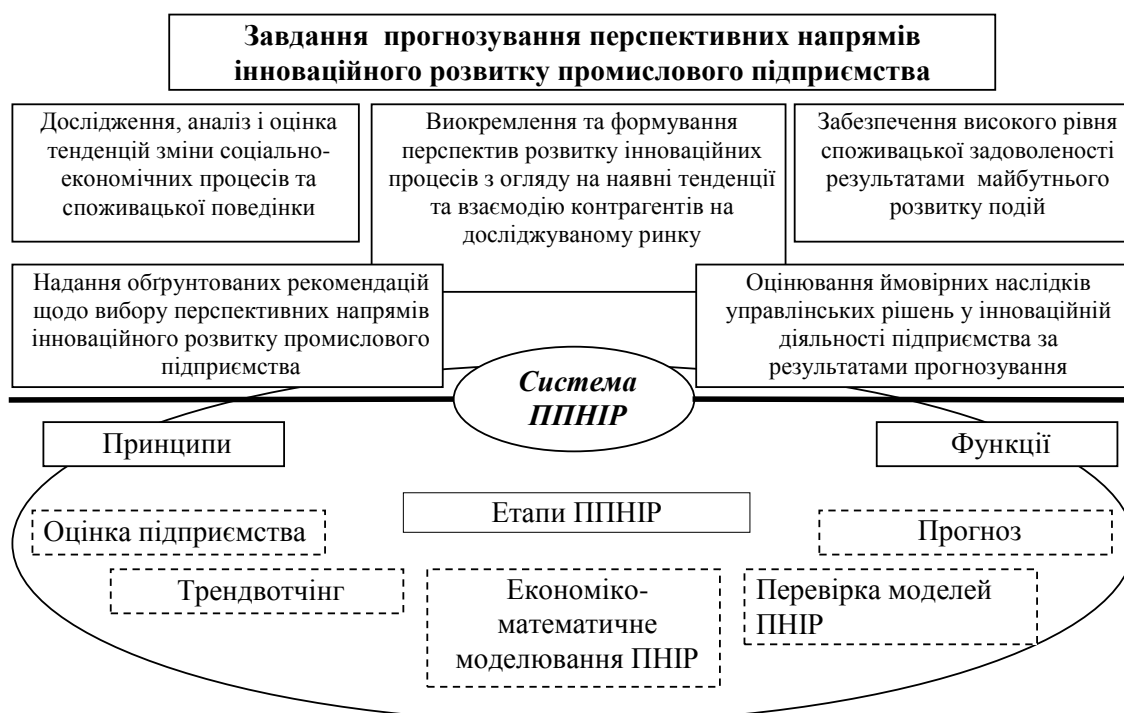 Завдання прогнозування перспективних напрямів
інноваційного розвитку промислового підприємства
Дослідження, аналіз і оцінка
тенденцій зміни соціально-
економічних процесів та
споживацької поведінки
Виокремлення та формування
перспектив розвитку інноваційних
процесів з огляду на наявні тенденції
та взаємодію контрагентів на
досліджуваному ринку
Забезпечення високого рівня
споживацької задоволеності
результатами майбутнього
розвитку подій
Надання обґрунтованих рекомендацій
щодо вибору перспективних напрямів
інноваційного розвитку промислового
підприємства
Оцінювання ймовірних наслідків
управлінських рішень у інноваційній
діяльності підприємства за
результатами прогнозування
Система
ППНІР
Принципи
Функції
Етапи ППНІР
Оцінка підприємства
Прогноз
Трендвотчінг
Економіко-
математичне
моделювання ПНІР
Перевірка моделей
ПНІР